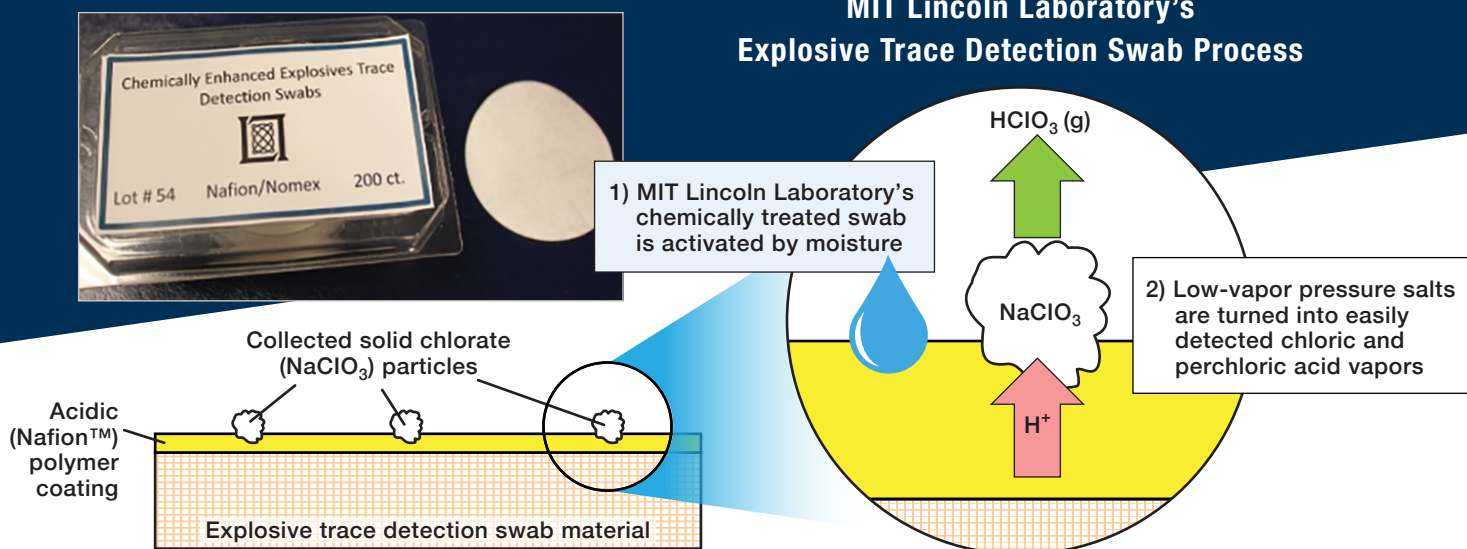 MIT Lincoln Laboratory's
Explosive Trace Detection Swab Process
Chemically Enhanced Explosives Trace
Detection Swabs
Lot # 54 Nafion/Nomex 200 ct.
1) MIT Lincoln Laboratory's
chemically treated swab
is activated by moisture
HClO₃ (g)
NaClO₃
H⁺
2) Low-vapor pressure salts
are turned into easily
detected chloric and
perchloric acid vapors
Collected solid chlorate
(NaClO₃) particles
Acidic
(Nafion™)
polymer
coating
Explosive trace detection swab material